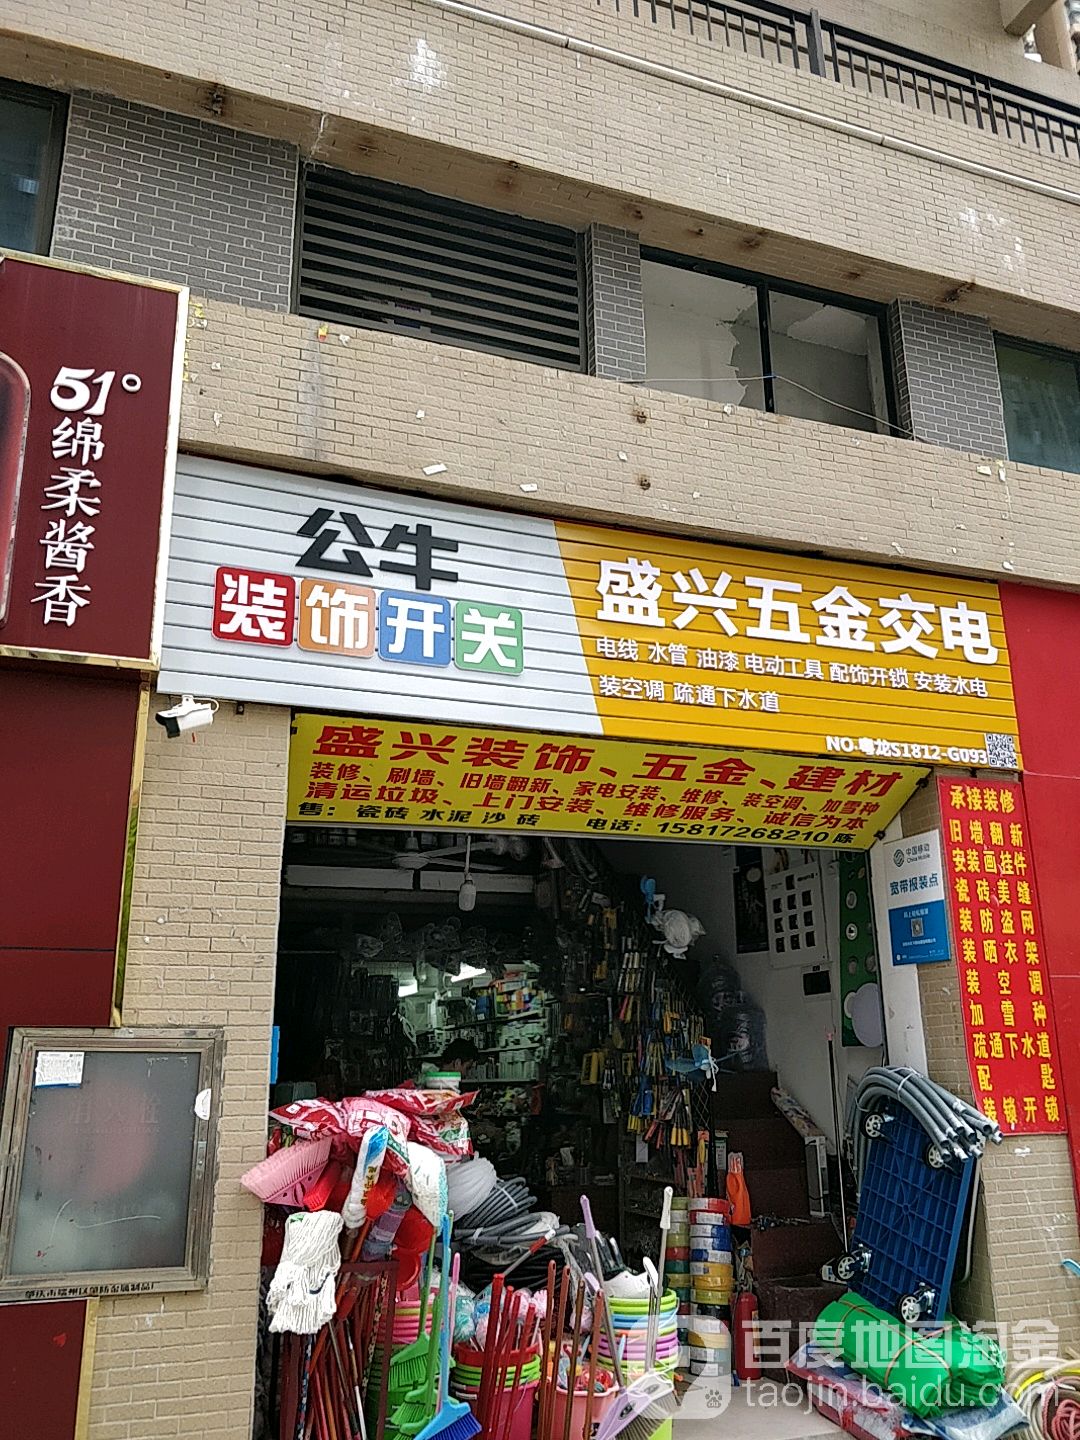 51°
绵柔酱香
公牛
装饰开关
盛兴五金交电
电线 水管 油漆 电动工具 配饰开锁 安装水电
装空调 疏通下水道
NO.粤龙S1812-G093
盛兴装饰、五金、建材
装修、刷墙、旧墙翻新、家电安装、维修、装空调、加雪种
清运垃圾、上门安装、维修服务、诚信为本
售：瓷砖 水泥 沙 砖 电话：15817268210 陈
中国移动
China Mobile
宽带报装点
承接装修
旧墙翻新
安装画挂件
瓷砖美缝
装防盗网
装晒衣架
装空调
加雪种
疏通下水道
配匙
装锁开锁
百度地图淘金
taojin.baidu.com